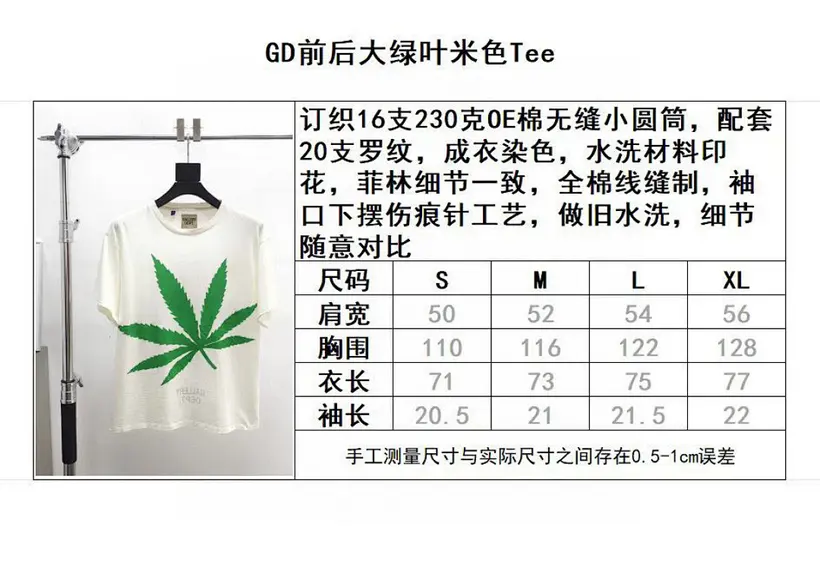 GD前后大绿叶米色Tee
订织16支230克OE棉无缝小圆筒，配套
20支罗纹，成衣染色，水洗材料印
花，菲林细节一致，全棉线缝制，袖
口下摆伤痕针工艺，做旧水洗，细节
随意对比
尺码 S M L XL
肩宽 50 52 54 56
胸围 110 116 122 128
衣长 71 73 75 77
袖长 20.5 21 21.5 22
手工测量尺寸与实际尺寸之间存在0.5-1cm误差
GALLERY
DEPT